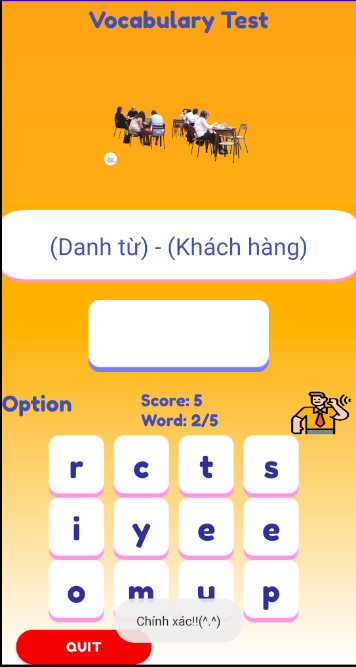 Vocabulary Test
(Danh từ) - (Khách hàng)
Option
Score: 5
Word: 2/5
r c t s
i y e e
o m u p
Chính xác!!(^.^)
QUIT